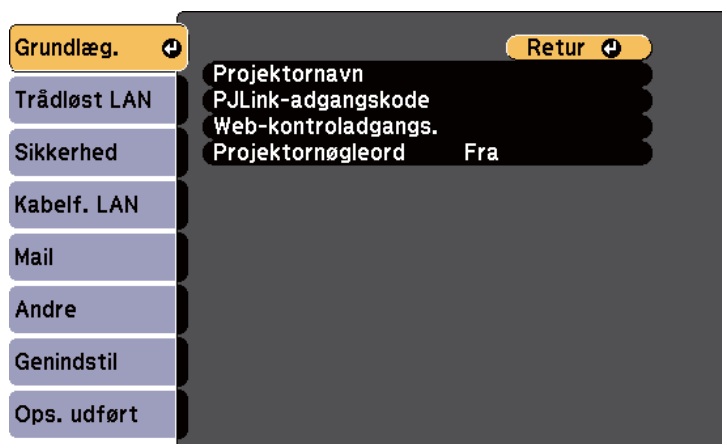 Grundlæg.
Trådløst LAN
Sikkerhed
Kabelf. LAN
Mail
Andre
Genindstil
Ops. udført
Retur
Projektornavn
PJLink-adgangskode
Web-kontroladgangs.
Projektornøgleord Fra